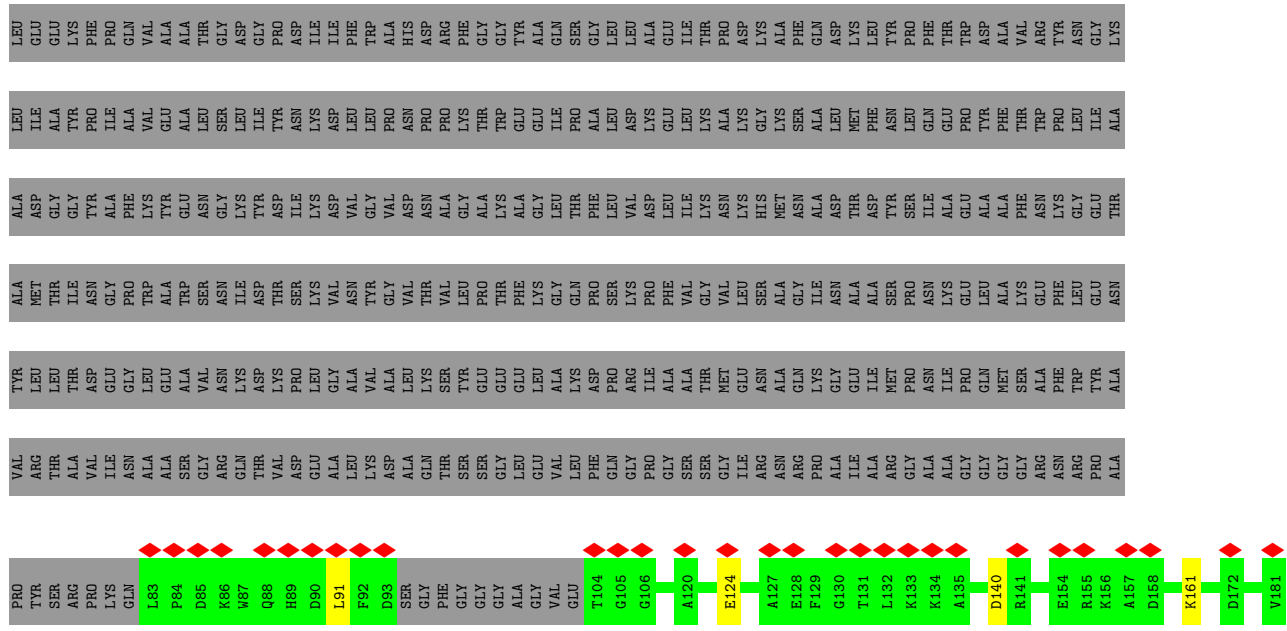 LEU GLU GLU LYS PHE PRO GLN VAL ALA ALA THR GLY ASP GLY PRO ASP ILE ILE PHE TRP ALA HIS ASP ARG PHE GLY GLY TYR ALA GLN SER GLY LEU LEU ALA GLU ILE THR PRO ASP LYS ALA PHE GLN ASP LYS LEU TYR PRO PHE THR TRP ASP ALA VAL ARG TYR ASN GLY LYS
LEU ILE ALA TYR PRO ILE ALA VAL GLU ALA LEU SER LEU ILE TYR ASN LYS ASP LEU LEU PRO ASN PRO PRO LYS THR TRP GLU GLU ILE PRO ALA LEU ASP LYS GLU LEU LYS ALA LYS GLY LYS SER ALA LEU MET PHE ASN LEU GLN GLU PRO TYR PHE THR TRP PRO LEU ILE ALA
ALA ASP GLY GLY TYR ALA PHE LYS TYR GLU ASN GLY LYS TYR ASP ILE LYS ASP VAL GLY VAL ASP ASN ALA GLY ALA LYS ALA GLY LEU THR PHE LEU VAL ASP LEU ILE LYS ASN LYS HIS MET ASN ALA ASP THR ASP TYR SER ILE ALA GLU ALA ALA PHE ASN LYS GLY GLU THR
ALA MET THR ILE ASN GLY PRO TRP ALA TRP SER ASN ILE ASP THR SER LYS VAL ASN TYR GLY VAL THR VAL LEU PRO THR PHE LYS GLY GLN PRO SER LYS PRO PHE VAL GLY VAL LEU SER ALA GLY ILE ASN ALA ALA SER PRO ASN LYS GLU LEU ALA LYS GLU PHE LEU GLU ASN
TYR LEU LEU THR ASP GLU GLY LEU GLU ALA VAL ASN LYS ASP LYS PRO LEU GLY ALA VAL ALA LEU LYS SER TYR GLU GLU GLU LEU ALA LYS ASP PRO ARG ILE ALA ALA THR MET GLU ASN ALA GLN LYS GLY GLU ILE MET PRO ASN ILE PRO GLN MET SER ALA PHE TRP TYR ALA
VAL ARG THR ALA VAL ILE ASN ALA ALA SER GLY ARG GLN THR VAL ASP GLU ALA LEU LYS ASP ALA GLN THR SER SER GLY LEU GLU VAL LEU PHE GLN GLY PRO GLY SER SER GLY ILE ARG ASN ARG PRO ALA ILE ALA ARG GLY ALA ALA GLY GLY GLY GLY ARG ASN ARG PRO ALA
PRO TYR SER ARG PRO LYS GLN L83 P84 D85 K86 W87 Q88 H89 D90 L91 F92 D93 SER GLY PHE GLY GLY GLY ALA GLY VAL GLU T104 G105 G106 A120 E124 A127 E128 F129 G130 T131 L132 K133 K134 A135 D140 R141 E154 R155 K156 A157 D158 K161 D172 V181